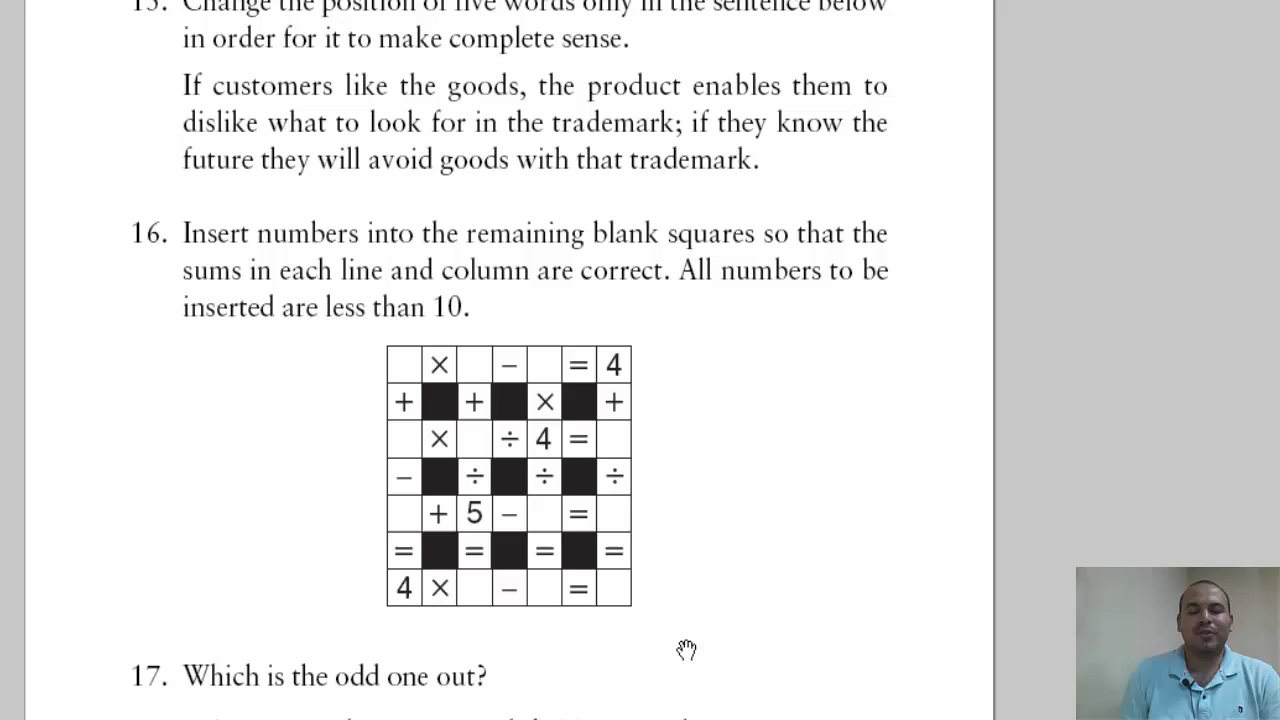 15. Change the position of five words only in the sentence below
in order for it to make complete sense.
If customers like the goods, the product enables them to
dislike what to look for in the trademark; if they know the
future they will avoid goods with that trademark.
16. Insert numbers into the remaining blank squares so that the
sums in each line and column are correct. All numbers to be
inserted are less than 10.
× – = 4
+ + × +
× ÷ 4 =
– ÷ ÷ ÷
+ 5 – =
= = = =
4 × – =
17. Which is the odd one out?